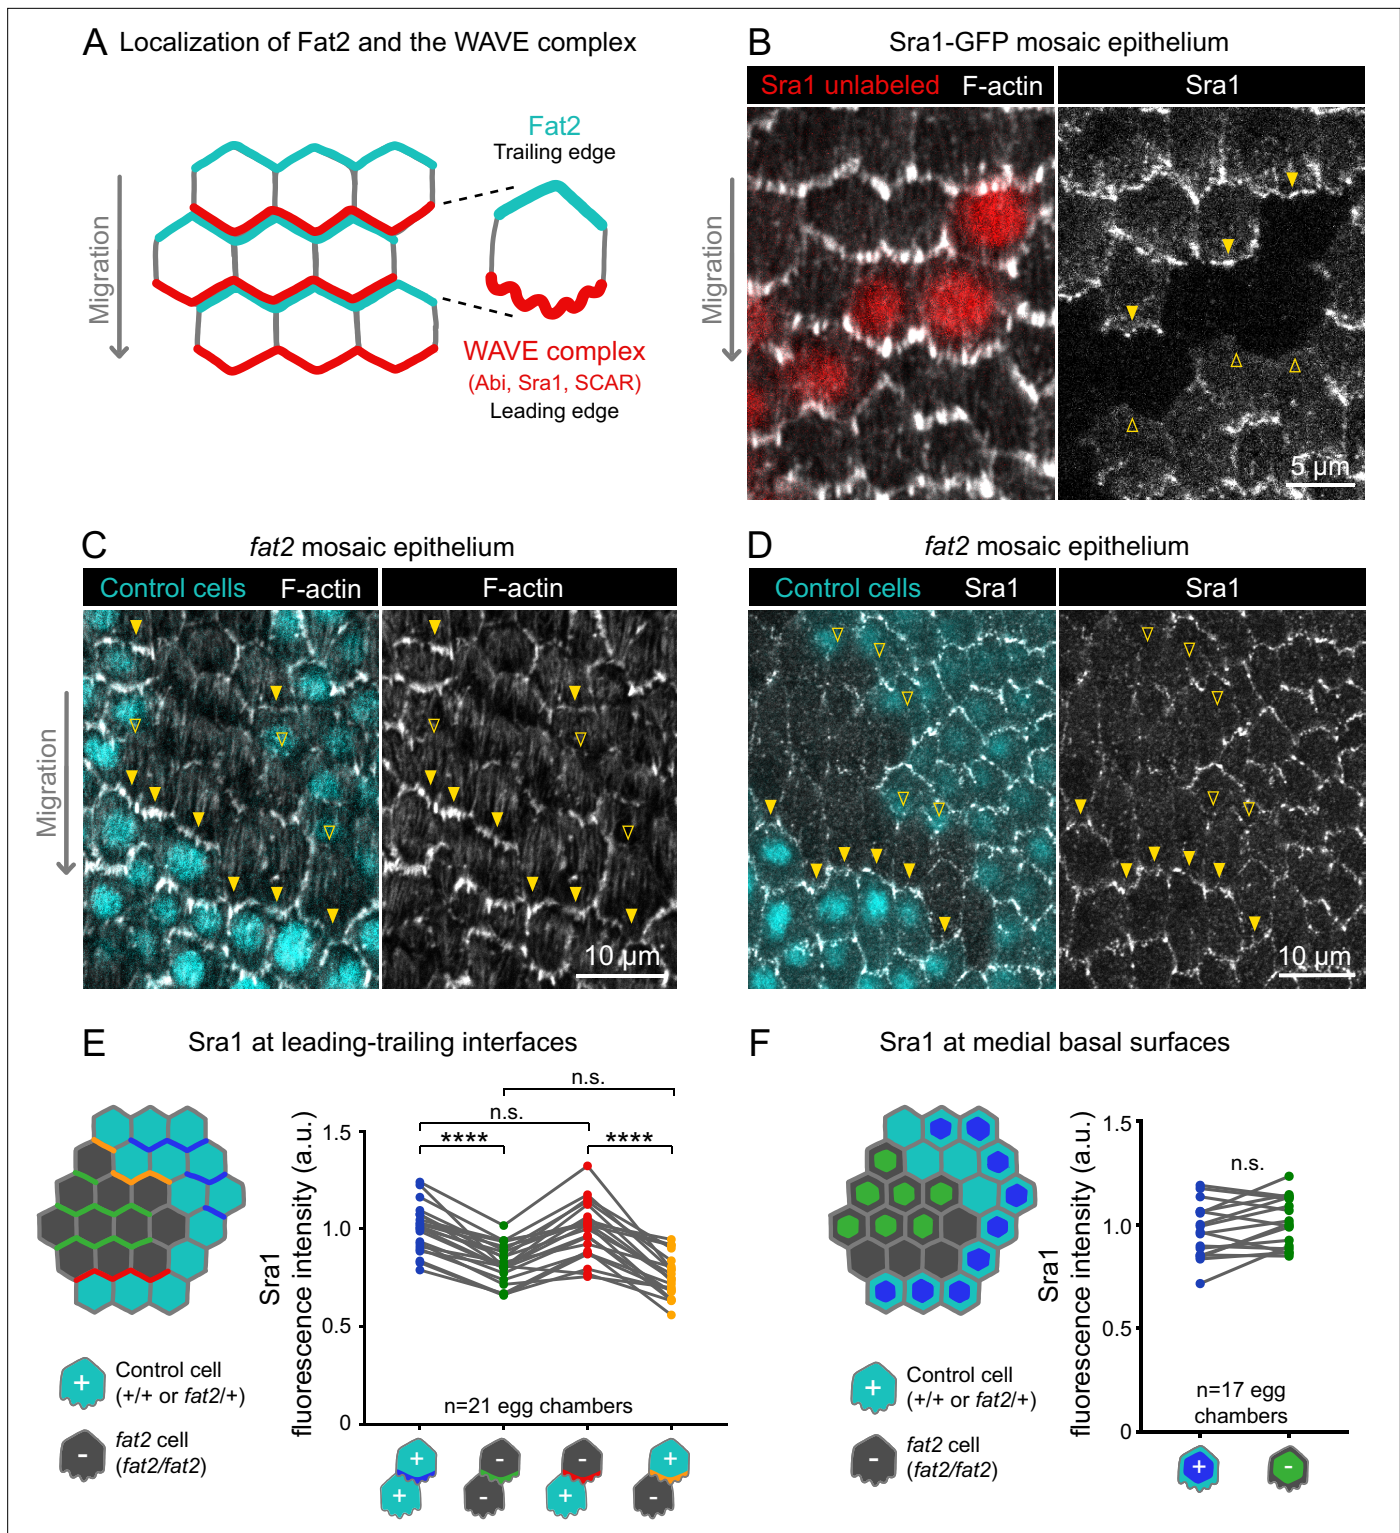 A Localization of Fat2 and the WAVE complex
Fat2
Trailing edge
Migration
WAVE complex
(Abi, Sra1, SCAR)
Leading edge
B Sra1-GFP mosaic epithelium
Sra1 unlabeled F-actin Sra1
Migration
5 µm
C fat2 mosaic epithelium
Control cells F-actin F-actin
Migration
10 µm
D fat2 mosaic epithelium
Control cells Sra1 Sra1
10 µm
E Sra1 at leading-trailing interfaces
n.s.
n.s.
**** ****
Sra1
fluorescence intensity (a.u.)
1.5
1.0
0.5
0
n=21 egg chambers
+ Control cell
(+/+ or fat2/+)
- fat2 cell
(fat2/fat2)
+ - - +
+ - + -
F Sra1 at medial basal surfaces
Sra1
fluorescence intensity (a.u.)
1.5
n.s.
1.0
0.5
0
n=17 egg
chambers
+ Control cell
(+/+ or fat2/+)
- fat2 cell
(fat2/fat2)
+ -